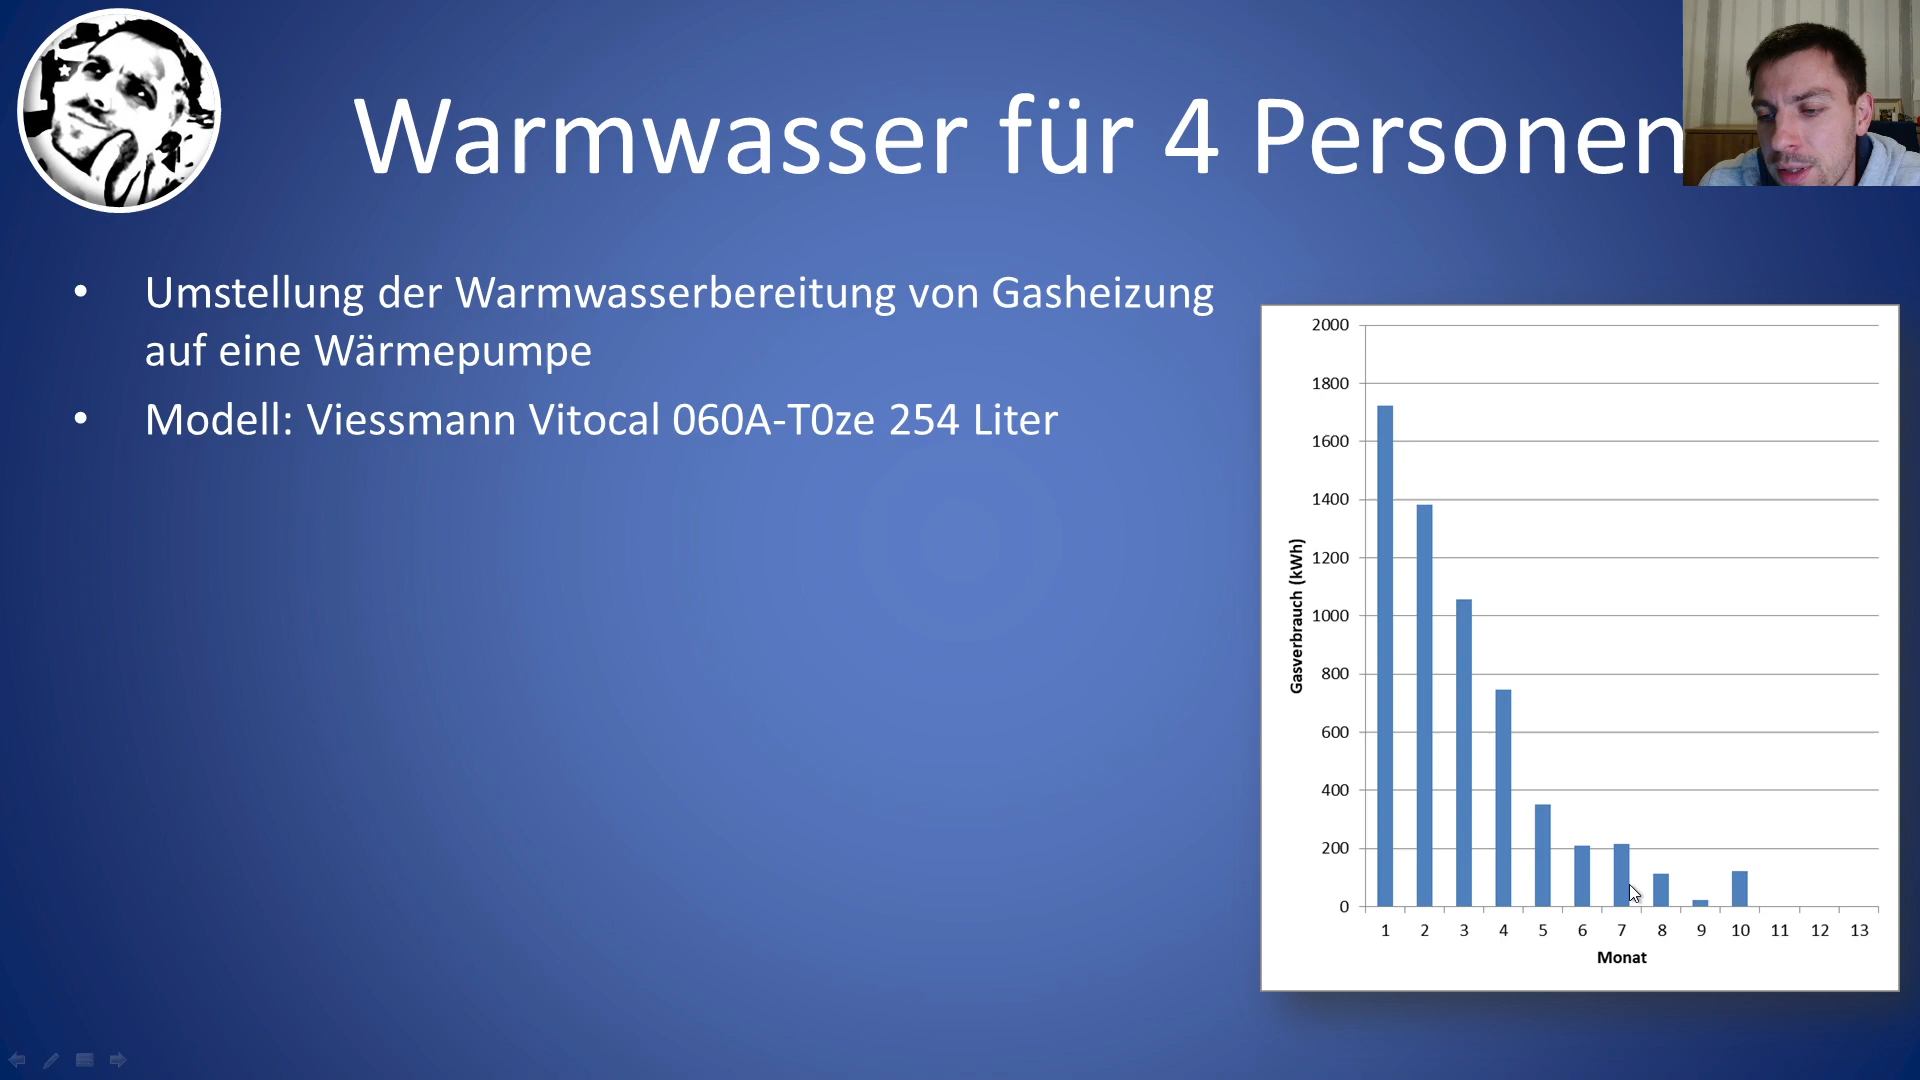 Warmwasser für 4 Personen
• Umstellung der Warmwasserbereitung von Gasheizung
auf eine Wärmepumpe
• Modell: Viessmann Vitocal 060A-T0ze 254 Liter
2000
1800
1600
1400
1200
1000
800
600
400
200
0
Gasverbrauch (kWh)
1 2 3 4 5 6 7 8 9 10 11 12 13
Monat